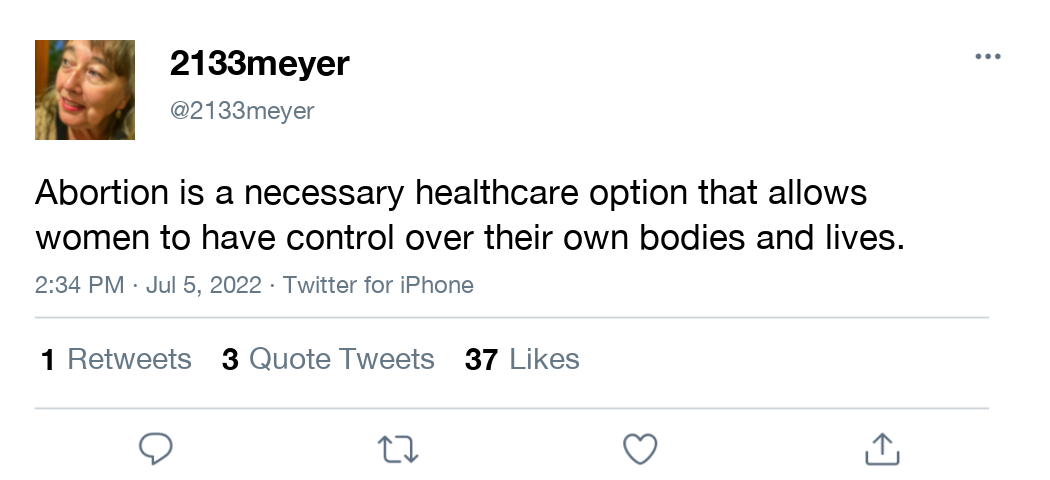 2133meyer
@2133meyer
Abortion is a necessary healthcare option that allows
women to have control over their own bodies and lives.
2:34 PM · Jul 5, 2022 · Twitter for iPhone
1 Retweets 3 Quote Tweets 37 Likes